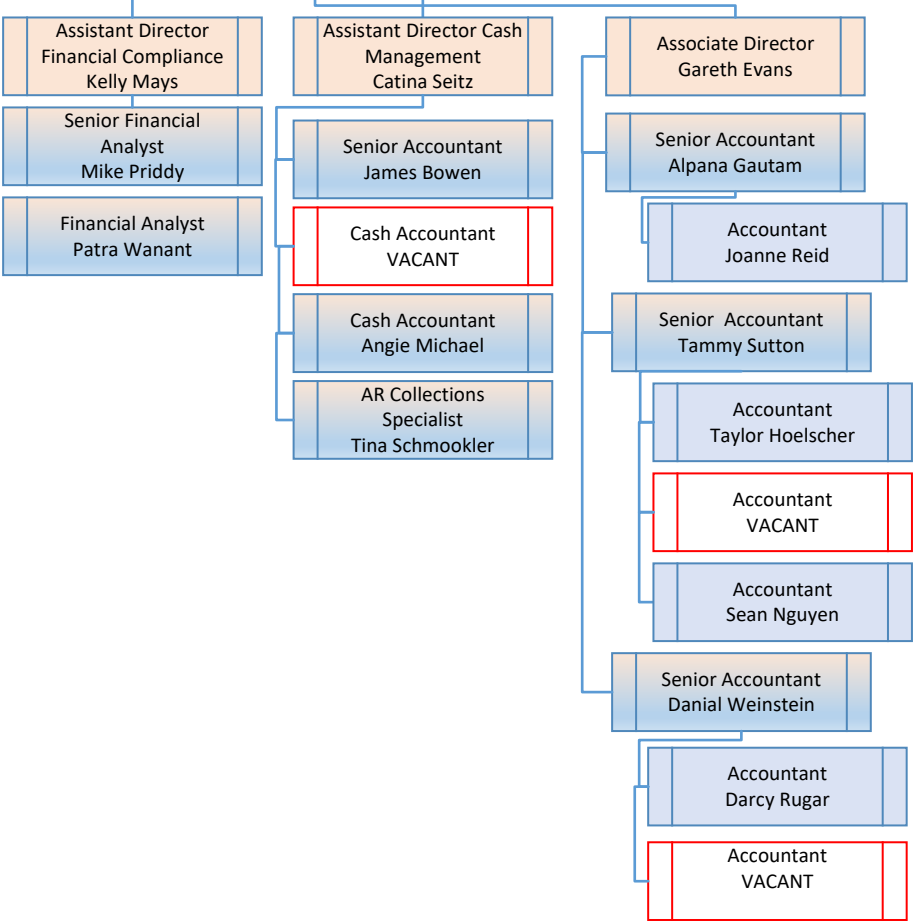 Assistant Director
Financial Compliance
Kelly Mays
Senior Financial
Analyst
Mike Priddy
Financial Analyst
Patra Wanant
Assistant Director Cash
Management
Catina Seitz
Senior Accountant
James Bowen
Cash Accountant
VACANT
Cash Accountant
Angie Michael
AR Collections
Specialist
Tina Schmookler
Associate Director
Gareth Evans
Senior Accountant
Alpana Gautam
Accountant
Joanne Reid
Senior  Accountant
Tammy Sutton
Accountant
Taylor Hoelscher
Accountant
VACANT
Accountant
Sean Nguyen
Senior Accountant
Danial Weinstein
Accountant
Darcy Rugar
Accountant
VACANT